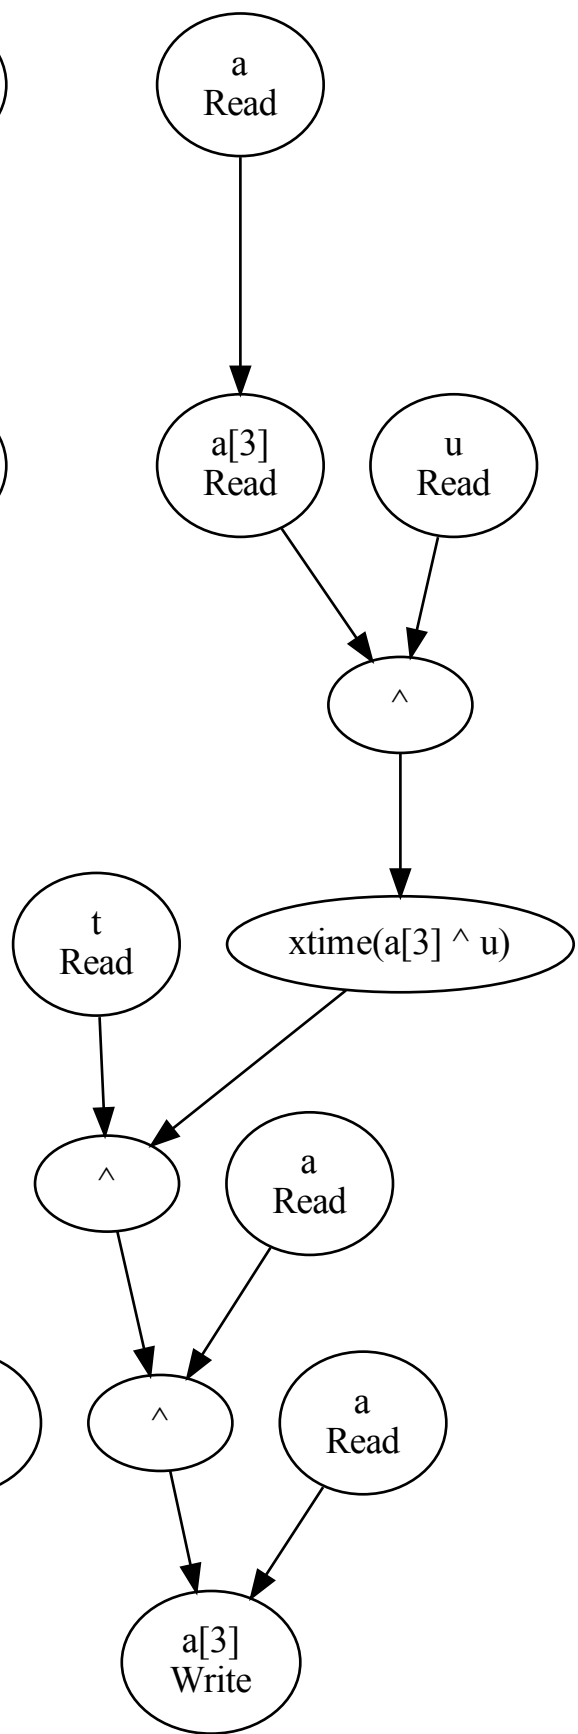 a
Read
a[3]
Read
u
Read
^
xtime(a[3] ^ u)
t
Read
^
a
Read
^
a
Read
a[3]
Write